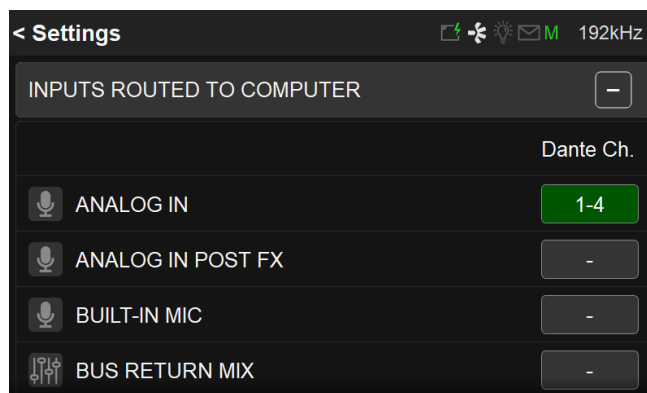 < Settings M 192kHz
INPUTS ROUTED TO COMPUTER −
Dante Ch.
ANALOG IN 1-4
ANALOG IN POST FX -
BUILT-IN MIC -
BUS RETURN MIX -